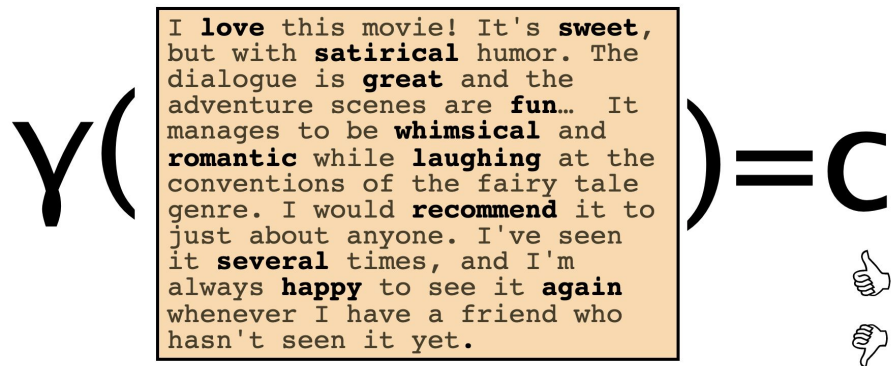 γ(
I love this movie! It's sweet,
but with satirical humor. The
dialogue is great and the
adventure scenes are fun… It
manages to be whimsical and
romantic while laughing at the
conventions of the fairy tale
genre. I would recommend it to
just about anyone. I've seen
it several times, and I'm
always happy to see it again
whenever I have a friend who
hasn't seen it yet.
)=c